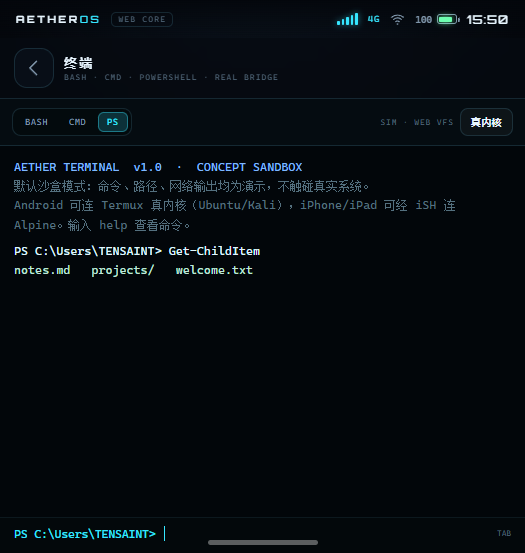 AETHEROS WEB CORE 4G 100 15:50
终端
BASH · CMD · POWERSHELL · REAL BRIDGE
BASH CMD PS SIM · WEB VFS 真内核
AETHER TERMINAL v1.0 · CONCEPT SANDBOX
默认沙盒模式: 命令、路径、网络输出均为演示，不触碰真实系统。
Android 可连 Termux 真内核（Ubuntu/Kali），iPhone/iPad 可经 iSH 连
Alpine。输入 help 查看命令。
PS C:\Users\TENSAINT> Get-ChildItem
notes.md projects/ welcome.txt
PS C:\Users\TENSAINT> TAB